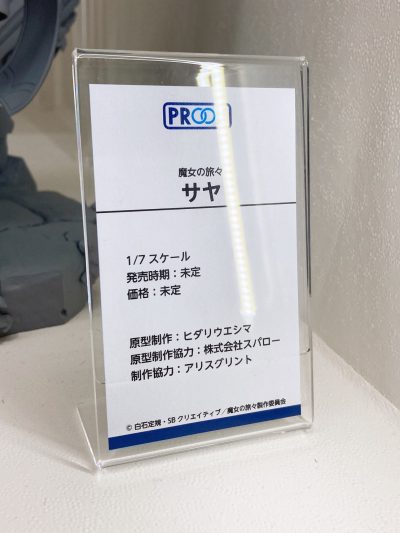 魔女の旅々
サヤ
1/7 スケール
発売時期：未定
価格：未定
原型制作：ヒダリウエシマ
原型制作協力：株式会社スパロー
制作協力：アリスグリント
© 白石定規・SB クリエイティブ／魔女の旅々製作委員会